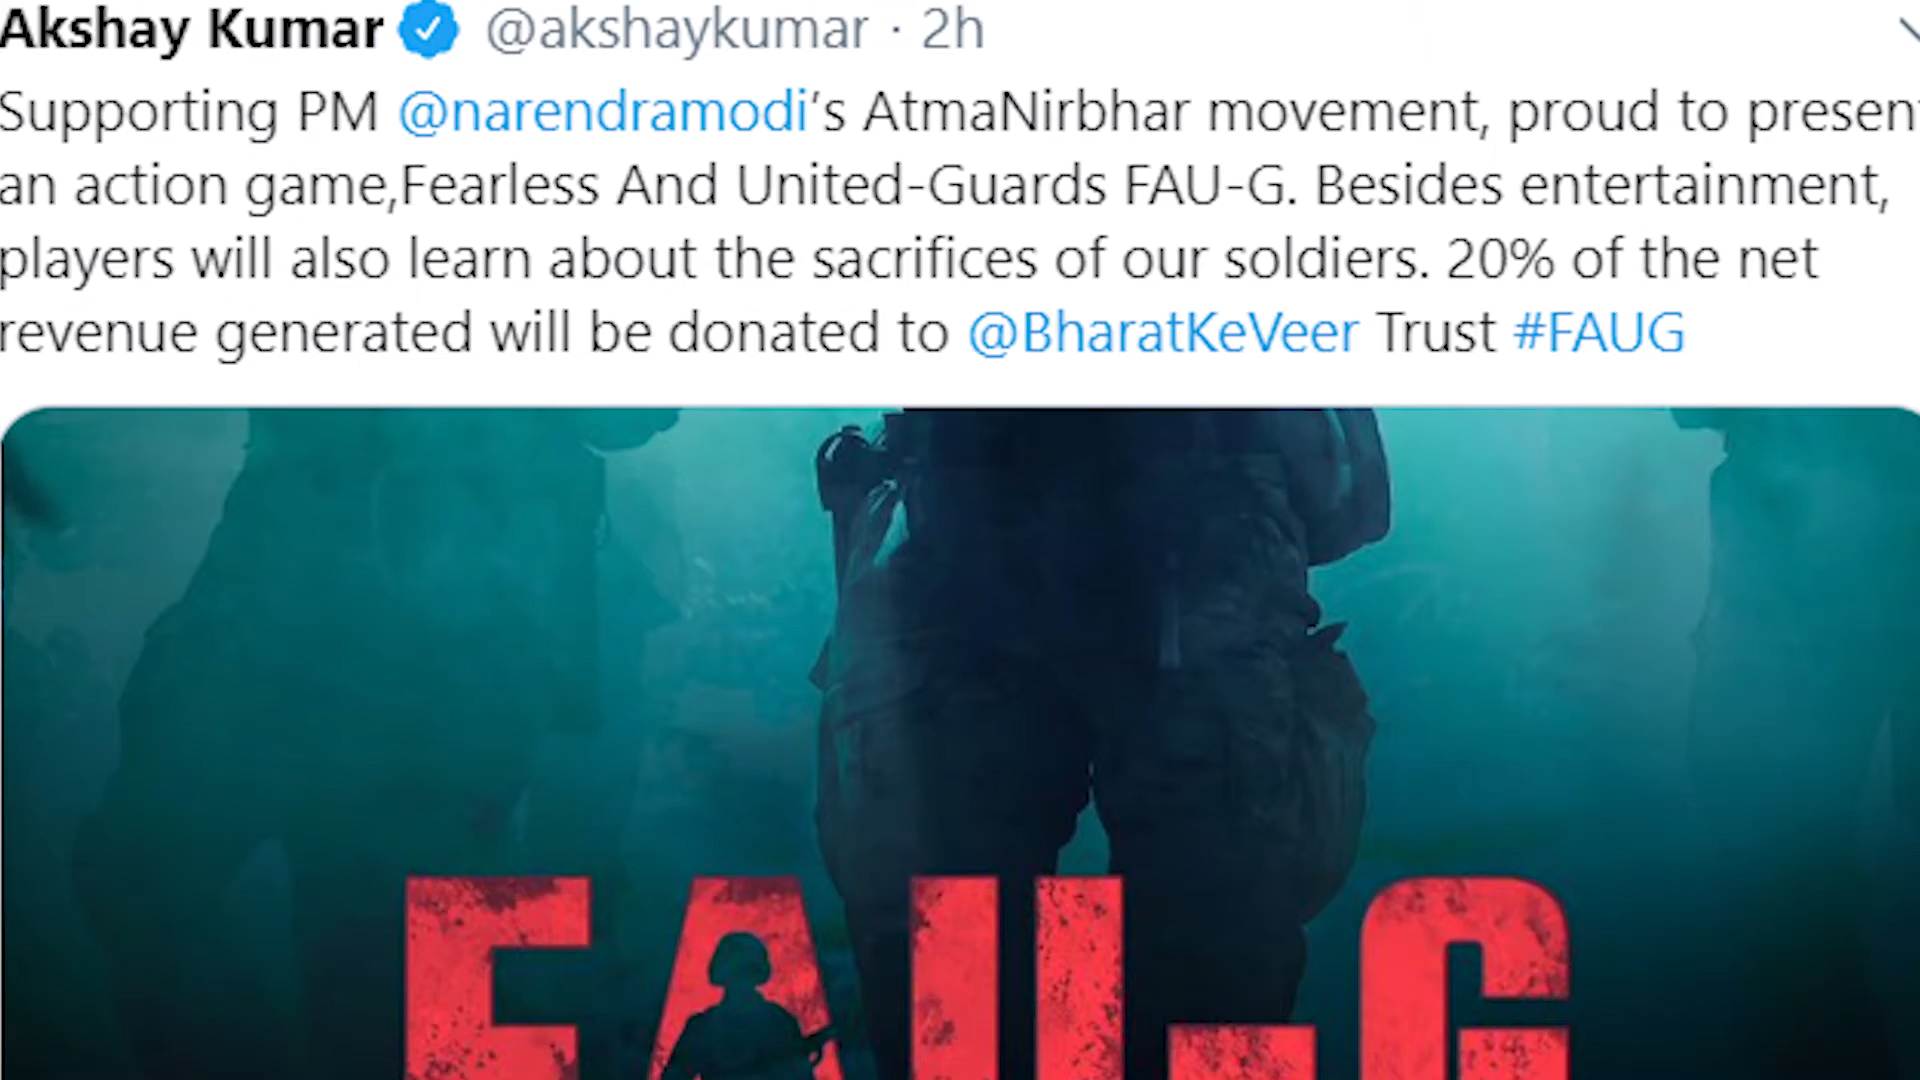 Akshay Kumar @akshaykumar · 2h
Supporting PM @narendramodi's AtmaNirbhar movement, proud to presen
an action game,Fearless And United-Guards FAU-G. Besides entertainment,
players will also learn about the sacrifices of our soldiers. 20% of the net
revenue generated will be donated to @BharatKeVeer Trust #FAUG
FAU-G